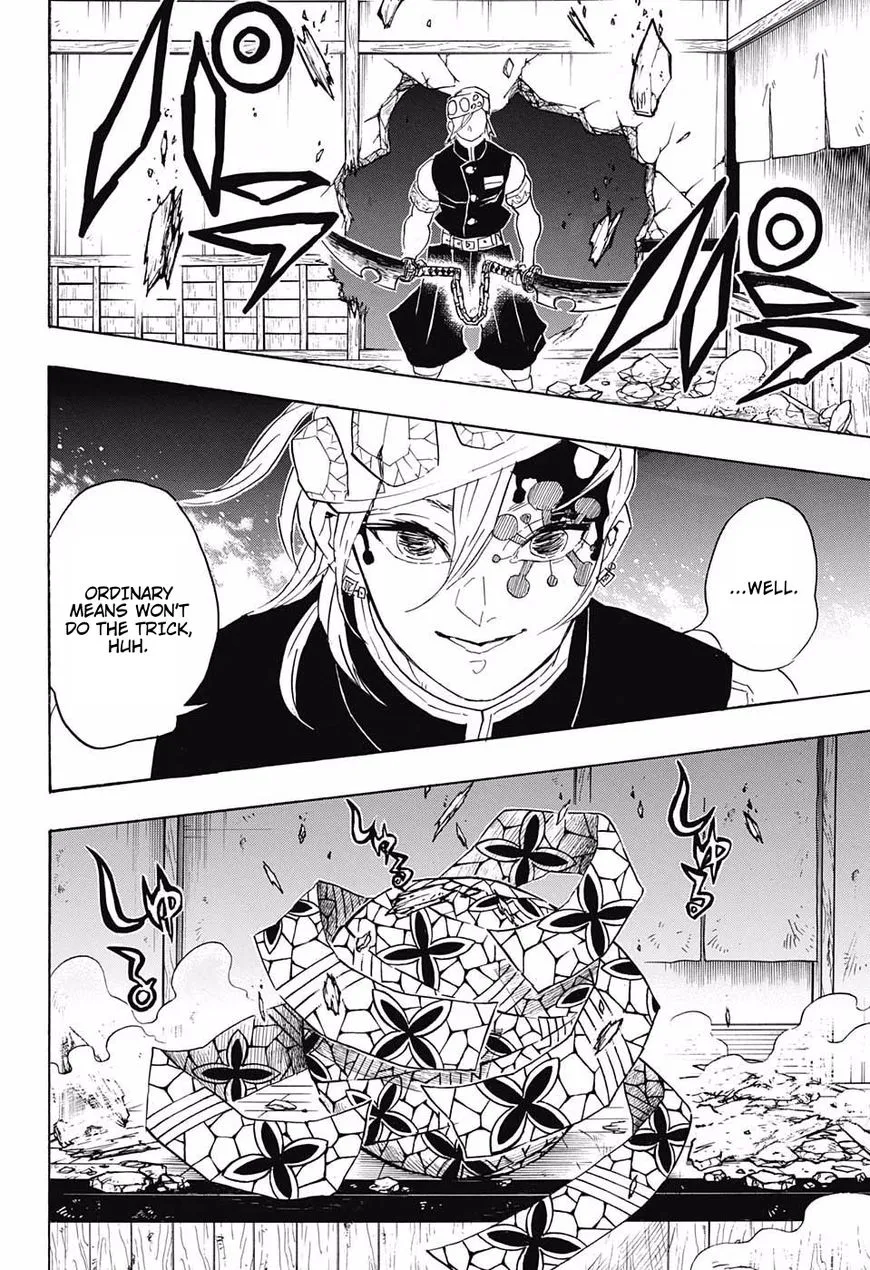 パラ
パラ
...WELL.
ORDINARY
MEANS WON'T
DO THE TRICK,
HUH.
しゅる
しゅる
しゅる